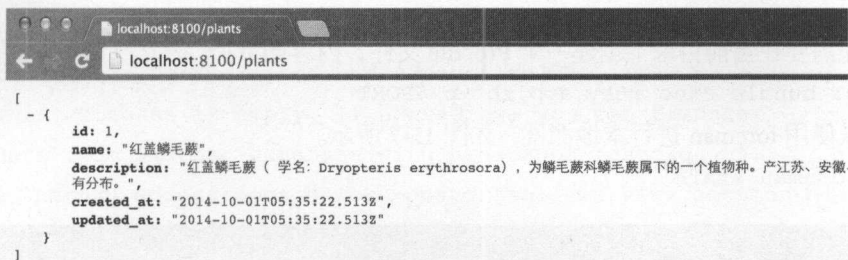 localhost:8100/plants
localhost:8100/plants
[
- {
id: 1,
name: "红盖鳞毛蕨",
description: "红盖鳞毛蕨（ 学名：Dryopteris erythrosora），为鳞毛蕨科鳞毛蕨属下的一个植物种。产江苏、安徽、
有分布。",
created_at: "2014-10-01T05:35:22.513Z",
updated_at: "2014-10-01T05:35:22.513Z"
}
]